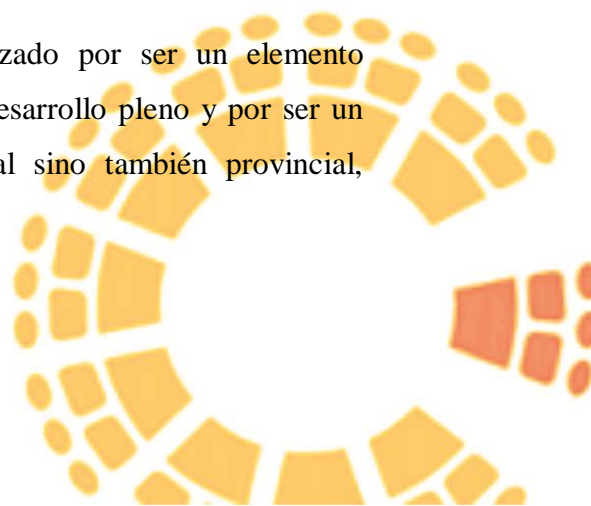 zado por ser un elemento
esarrollo pleno y por ser un
al sino también provincial,